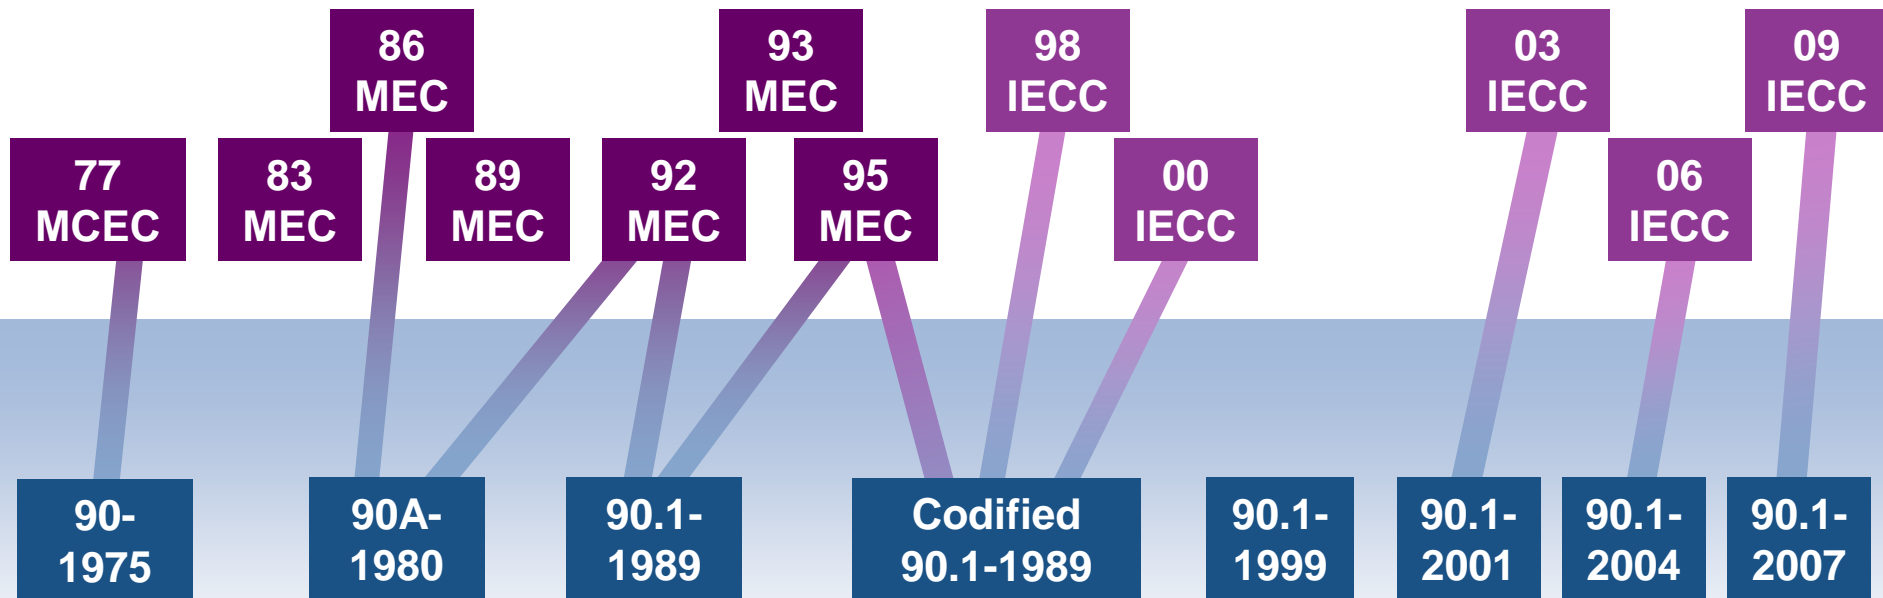 86
MEC
93
MEC
98
IECC
03
IECC
09
IECC
77
MCEC
83
MEC
89
MEC
92
MEC
95
MEC
00
IECC
06
IECC
90-
1975
90A-
1980
90.1-
1989
Codified
90.1-1989
90.1-
1999
90.1-
2001
90.1-
2004
90.1-
2007